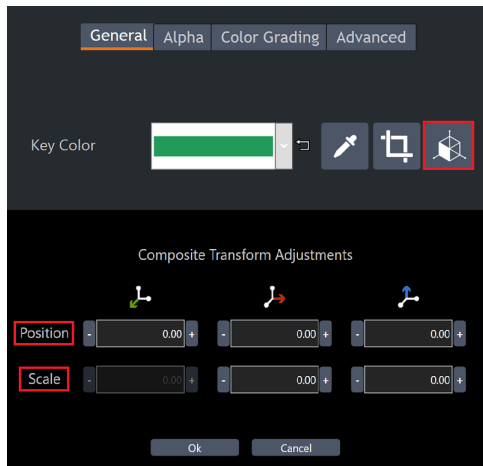 General Alpha Color Grading Advanced
Key Color
Composite Transform Adjustments
Position - 0.00 + - 0.00 + - 0.00 +
Scale - 0.00 + - 0.00 + - 0.00 +
Ok Cancel